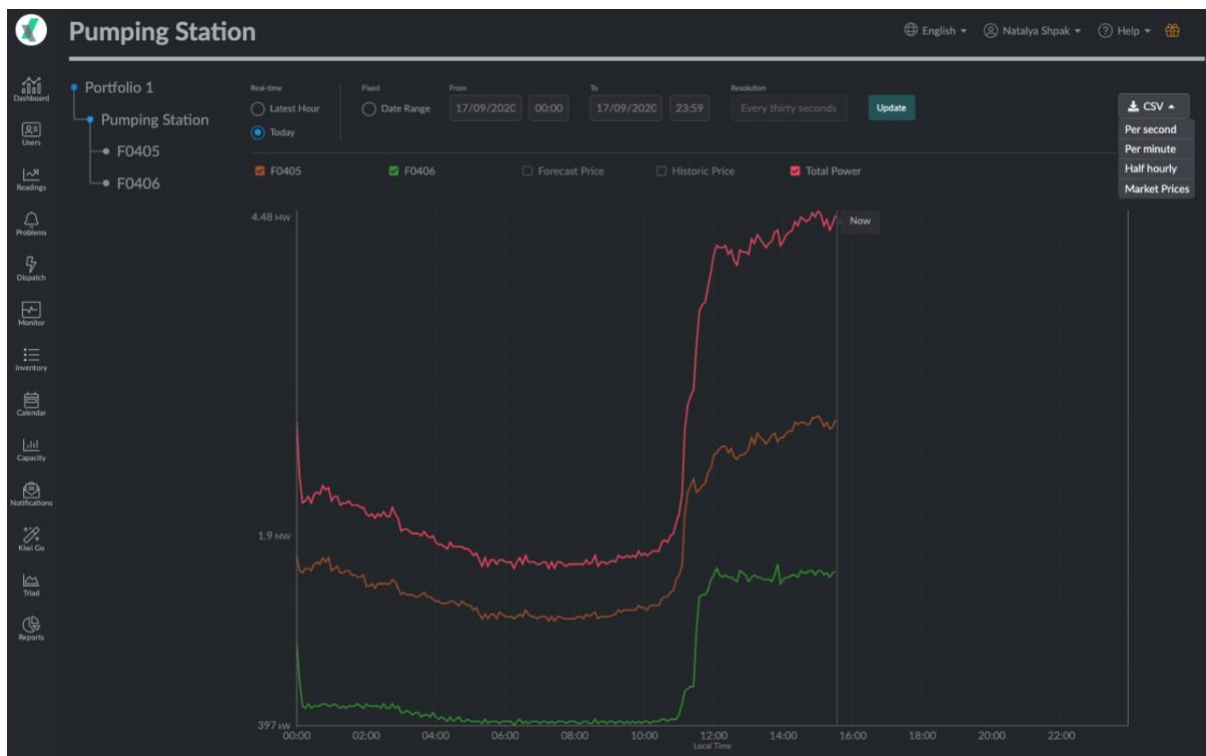 Pumping Station
English
Natalya Shpak
Help
Dashboard
Users
Readings
Problems
Dispatch
Monitor
Inventory
Calendar
Capacity
Notifications
Kiwi Go
Triad
Reports
Portfolio 1
Pumping Station
F0405
F0406
Real-time
Latest Hour
Today
Fixed
Date Range
From
17/09/202C 00:00
To
17/09/202C 23:59
Resolution
Every thirty seconds
Update
CSV
Per second
Per minute
Half hourly
Market Prices
F0405 F0406 Forecast Price Historic Price Total Power
4.48 MW
Now
1.9 MW
397 kW
00:00 02:00 04:00 06:00 08:00 10:00 12:00 14:00 16:00 18:00 20:00 22:00
Local Time